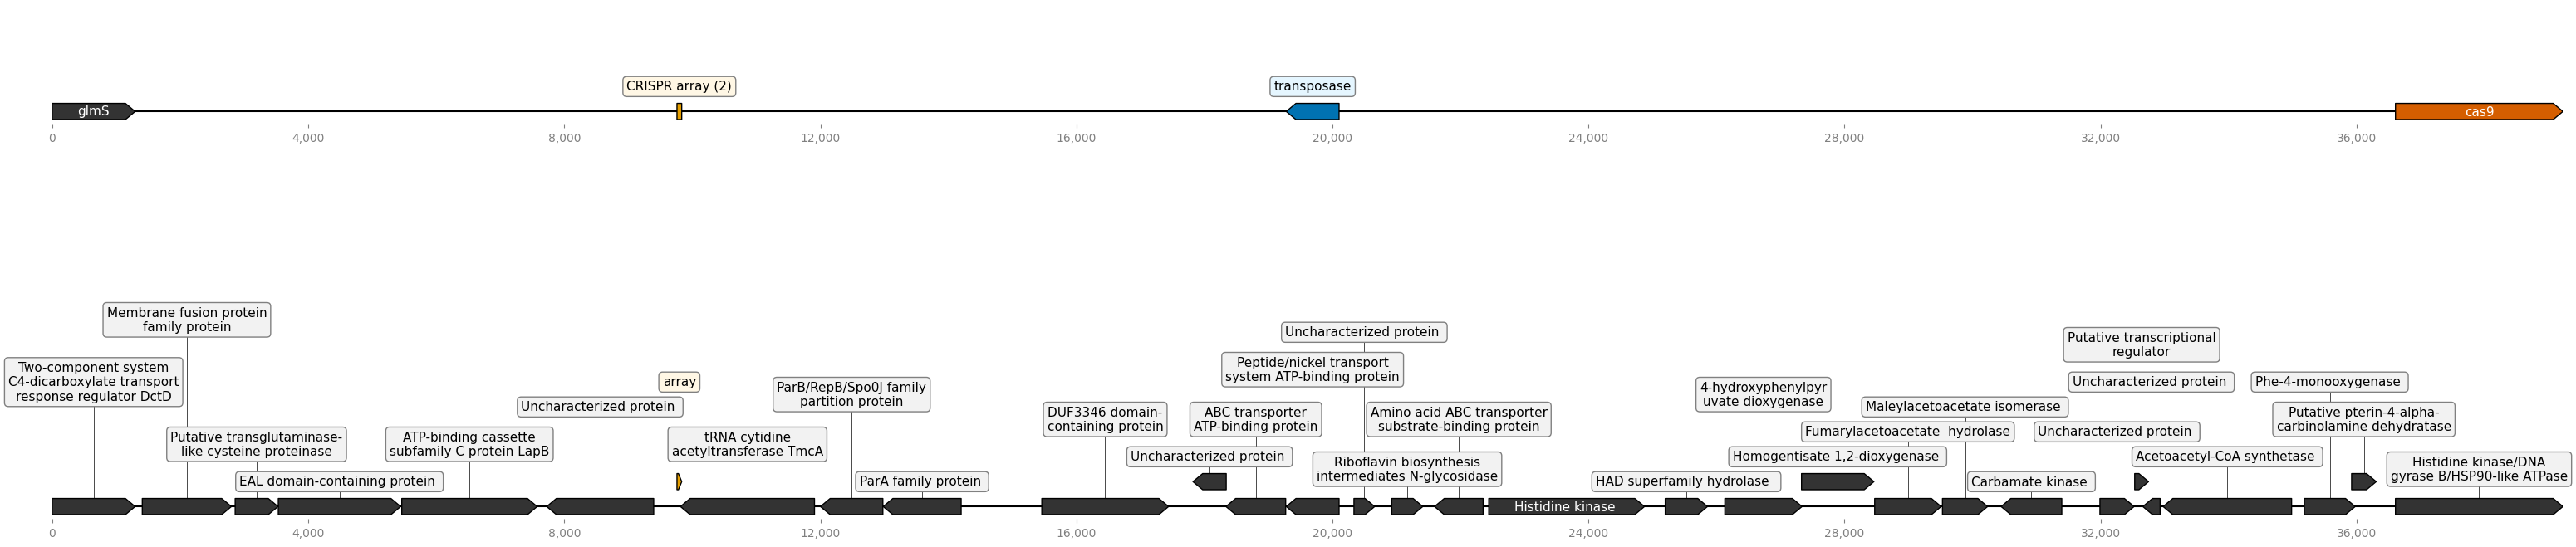 CRISPR array (2)
transposase
glmS
cas9
0
4,000
8,000
12,000
16,000
20,000
24,000
28,000
32,000
36,000
Membrane fusion protein
family protein
Uncharacterized protein
Putative transcriptional
regulator
Two-component system
C4-dicarboxylate transport
response regulator DctD
Peptide/nickel transport
system ATP-binding protein
array
ParB/RepB/Spo0J family
partition protein
4-hydroxyphenylpyr
uvate dioxygenase
Uncharacterized protein
Phe-4-monooxygenase
Uncharacterized protein
DUF3346 domain-
containing protein
ABC transporter
ATP-binding protein
Amino acid ABC transporter
substrate-binding protein
Maleylacetoacetate isomerase
Putative pterin-4-alpha-
carbinolamine dehydratase
Putative transglutaminase-
like cysteine proteinase
ATP-binding cassette
subfamily C protein LapB
tRNA cytidine
acetyltransferase TmcA
Fumarylacetoacetate  hydrolase
Uncharacterized protein
Uncharacterized protein
Homogentisate 1,2-dioxygenase
Acetoacetyl-CoA synthetase
EAL domain-containing protein
ParA family protein
Riboflavin biosynthesis
intermediates N-glycosidase
HAD superfamily hydrolase
Carbamate kinase
Histidine kinase/DNA
gyrase B/HSP90-like ATPase
Histidine kinase
0
4,000
8,000
12,000
16,000
20,000
24,000
28,000
32,000
36,000